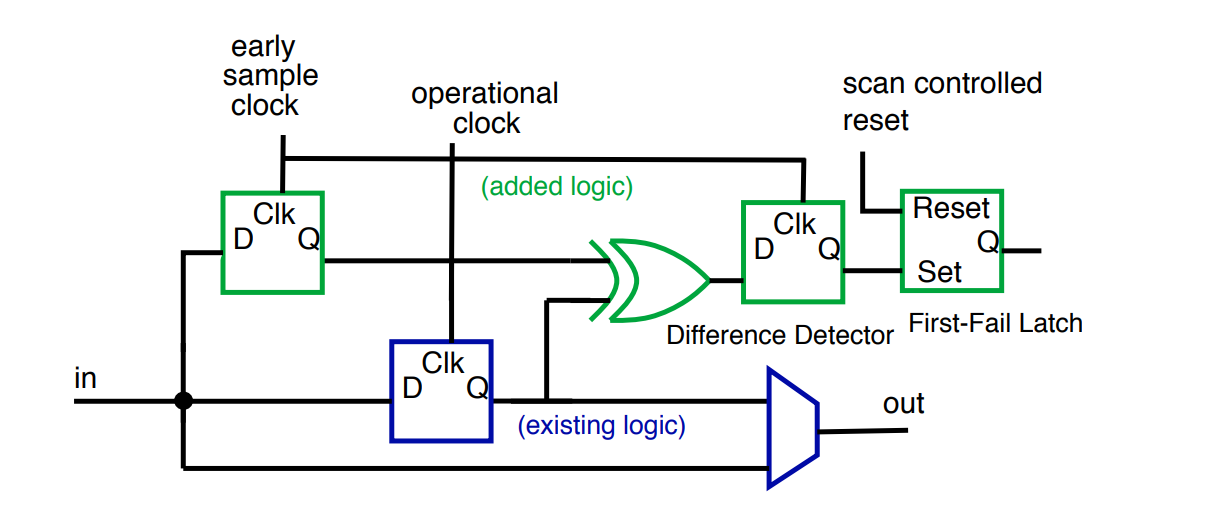 early
sample
clock
operational
clock
scan controlled
reset
(added logic)
Clk
D
Q
Clk
D
Q
Reset
Q
Set
Difference Detector
First-Fail Latch
Clk
D
Q
in
(existing logic)
out